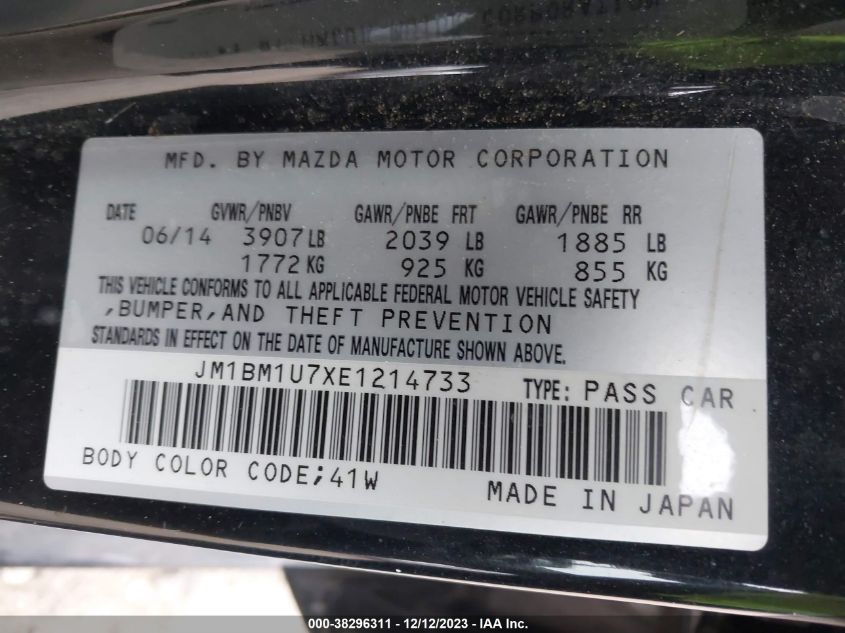 MFD. BY MAZDA MOTOR CORPORATION
DATE GVWR/PNBV GAWR/PNBE FRT GAWR/PNBE RR
06/14 3907LB 2039 LB 1885 LB
1772KG 925 KG 855 KG
THIS VEHICLE CONFORMS TO ALL APPLICABLE FEDERAL MOTOR VEHICLE SAFETY
,BUMPER,AND THEFT PREVENTION
STANDARDS IN EFFECT ON THE DATE OF MANUFACTURE SHOWN ABOVE.
JM1BM1U7XE1214733 TYPE: PASS CAR
BODY COLOR CODE;41W
MADE IN JAPAN
000-38296311 - 12/12/2023 - IAA, Inc.